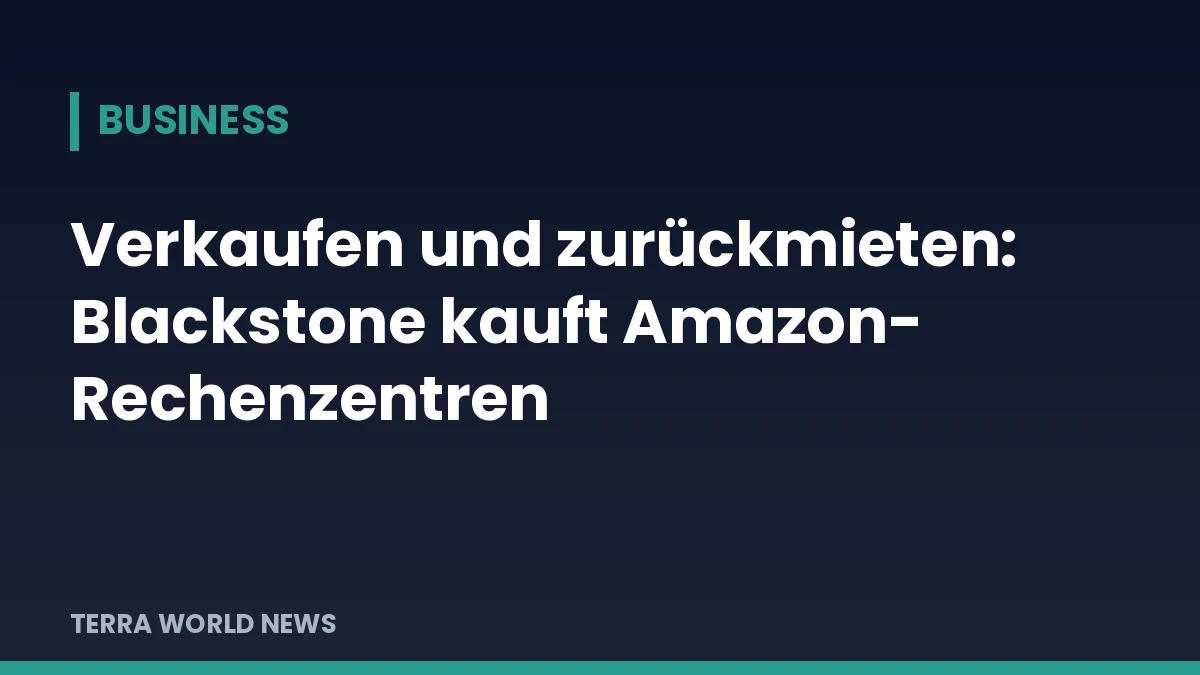 BUSINESS
Verkaufen und zurückmieten:
Blackstone kauft Amazon-
Rechenzentren
TERRA WORLD NEWS